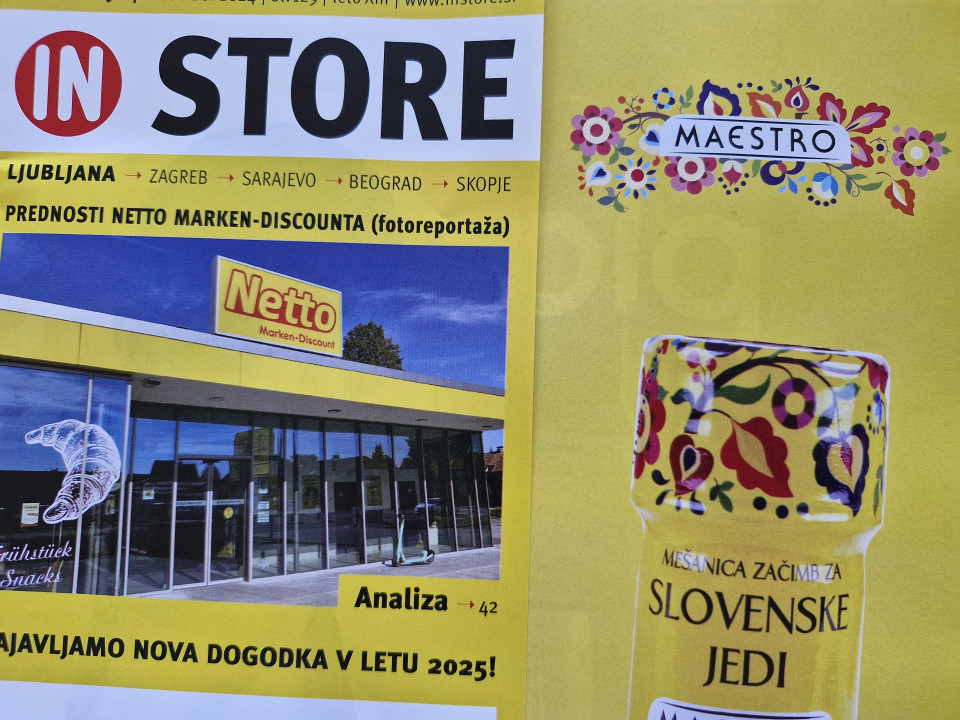 IN STORE
LJUBLJANA → ZAGREB → SARAJEVO → BEOGRAD → SKOPJE
PREDNOSTI NETTO MARKEN-DISCOUNTA (fotoreportaža)
Netto
Marken-Discount
Frühstück
Snacks
Analiza → 42
AJAVLJAMO NOVA DOGODKA V LETU 2025!
MAESTRO
MEŠANICA ZAČIMB ZA
SLOVENSKE
JEDI